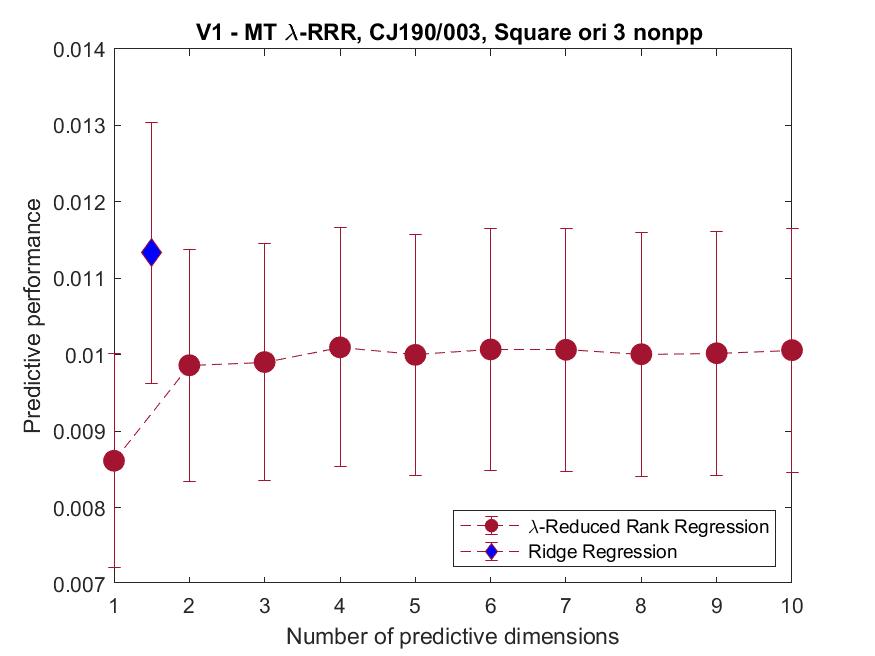 V1 - MT λ-RRR, CJ190/003, Square ori 3 nonpp
0.014
0.013
0.012
0.011
0.01
0.009
0.008
0.007
Predictive performance
λ-Reduced Rank Regression
Ridge Regression
1 2 3 4 5 6 7 8 9 10
Number of predictive dimensions